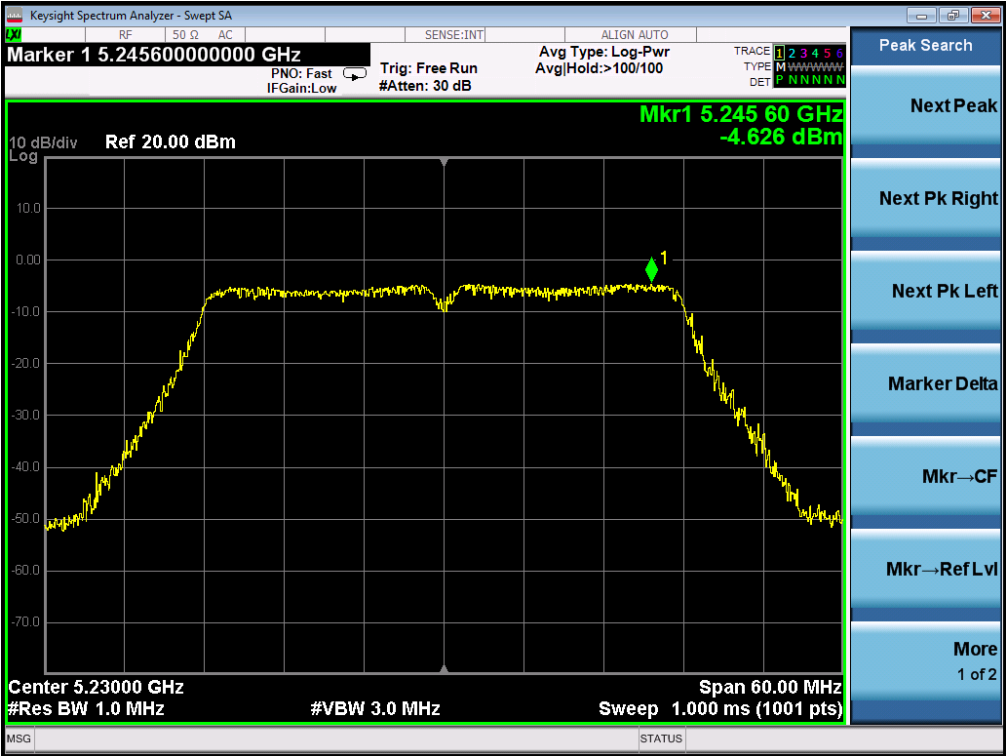 Keysight Spectrum Analyzer - Swept SA
LXI
RF 50 Ω AC SENSE:INT ALIGN AUTO
Marker 1 5.245600000000 GHz
PNO: Fast
IFGain:Low
Trig: Free Run
#Atten: 30 dB
Avg Type: Log-Pwr
Avg|Hold:>100/100
TRACE 1 2 3 4 5 6
TYPE M WWWWW
DET P N N N N N
Mkr1 5.245 60 GHz
-4.626 dBm
10 dB/div Ref 20.00 dBm
Log
10.0
0.00
1
-10.0
-20.0
-30.0
-40.0
-50.0
-60.0
-70.0
Center 5.23000 GHz Span 60.00 MHz
#Res BW 1.0 MHz #VBW 3.0 MHz Sweep 1.000 ms (1001 pts)
MSG STATUS
Peak Search
Next Peak
Next Pk Right
Next Pk Left
Marker Delta
Mkr→CF
Mkr→Ref Lvl
More
1 of 2